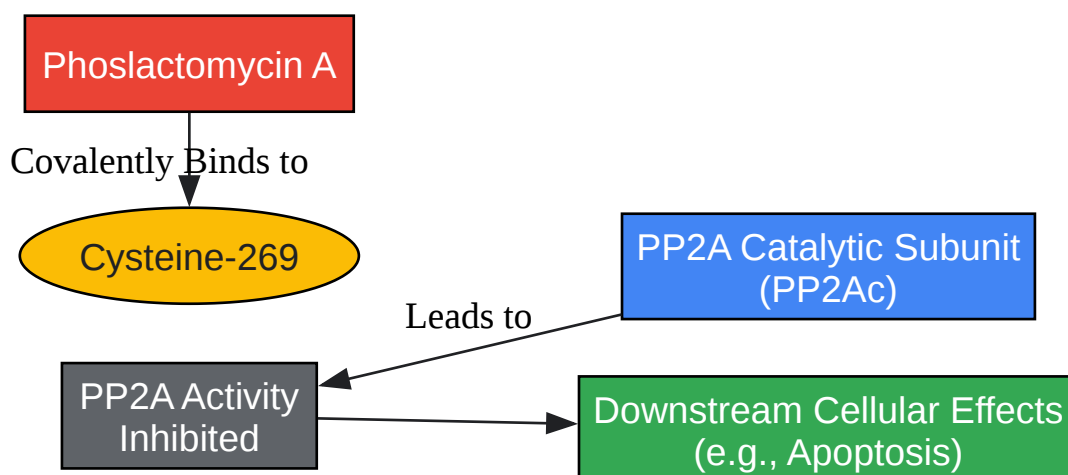 Phoslactomycin A
Covalently Binds to
Cysteine-269
PP2A Catalytic Subunit
(PP2Ac)
Leads to
PP2A Activity
Inhibited
Downstream Cellular Effects
(e.g., Apoptosis)